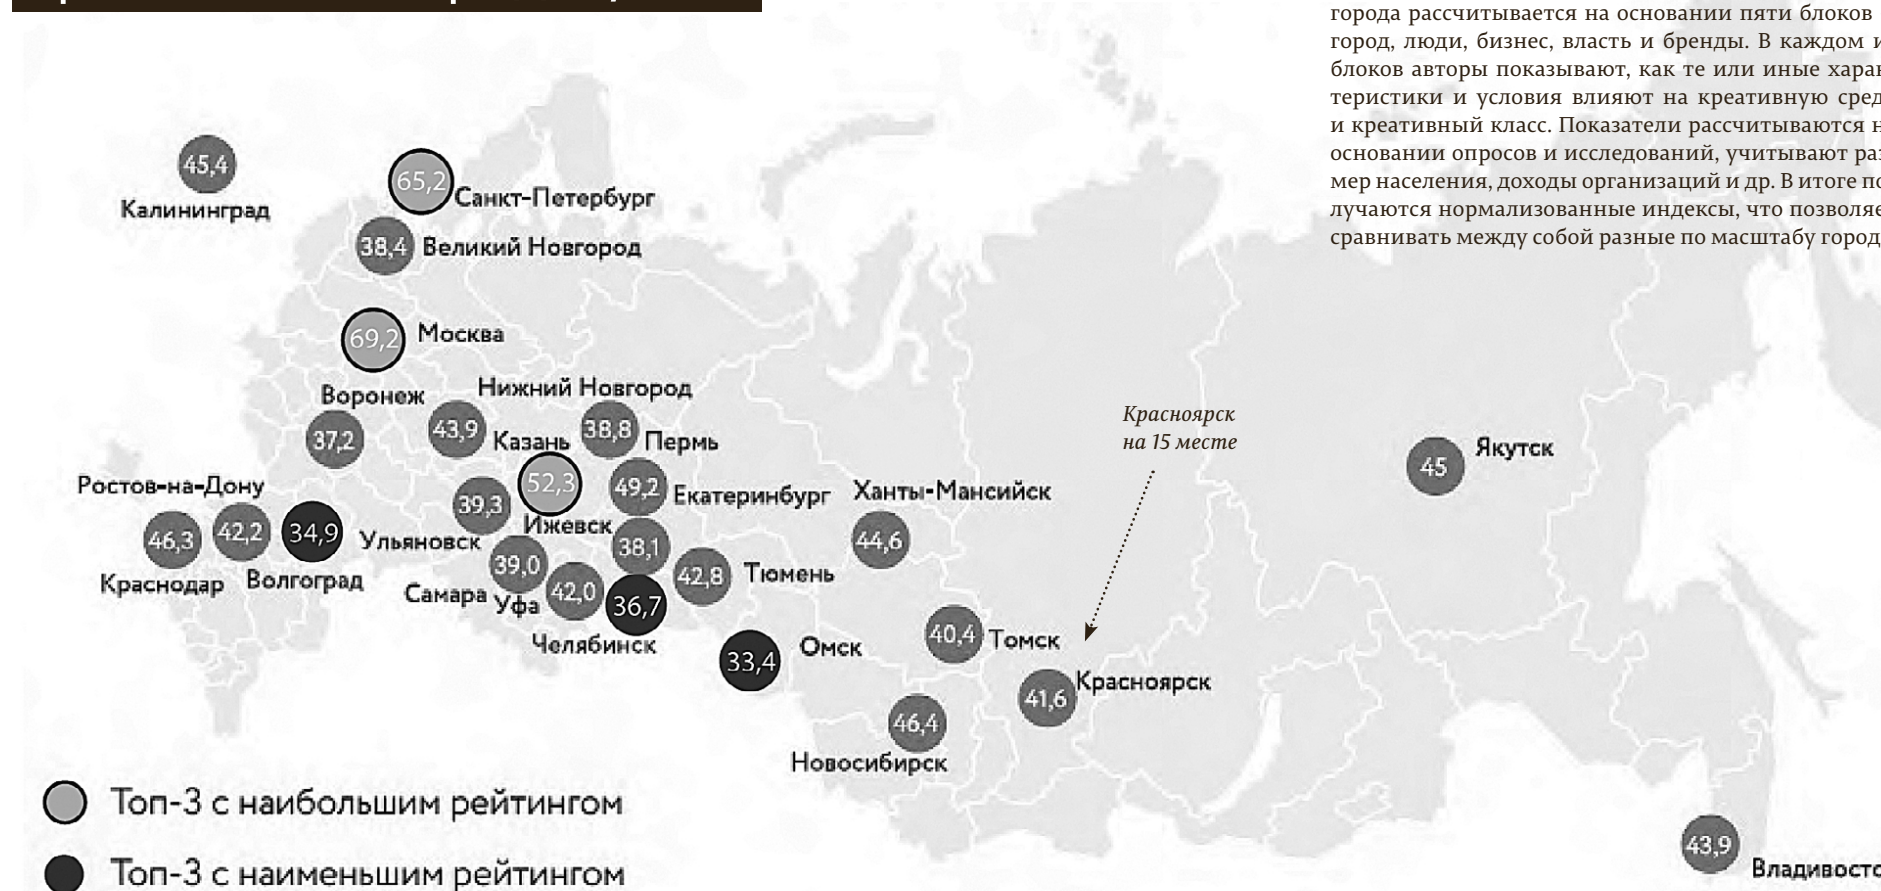 города рассчитывается на основании пяти блоков
город, люди, бизнес, власть и бренды. В каждом и
блоков авторы показывают, как те или иные харак
теристики и условия влияют на креативную сред
и креативный класс. Показатели рассчитываются н
основании опросов и исследований, учитывают раз
мер населения, доходы организаций и др. В итоге по
лучаются нормализованные индексы, что позволяе
сравнивать между собой разные по масштабу город
45,4
Калининград
65,2
Санкт-Петербург
38,4 Великий Новгород
69,2 Москва
Воронеж
37,2
Нижний Новгород
43,9
Казань
52,3
38,8 Пермь
49,2 Екатеринбург
Ростов-на-Дону
46,3
Краснодар
42,2
34,9
Волгоград
39,3
Ульяновск
Ижевск
38,1
39,0
Самара
Уфа
42,0
36,7
Челябинск
42,8 Тюмень
33,4 Омск
Ханты-Мансийск
44,6
40,4 Томск
Красноярск
на 15 месте
41,6 Красноярск
46,4
Новосибирск
45 Якутск
43,9
Владивосто
Топ-3 с наибольшим рейтингом
Топ-3 с наименьшим рейтингом